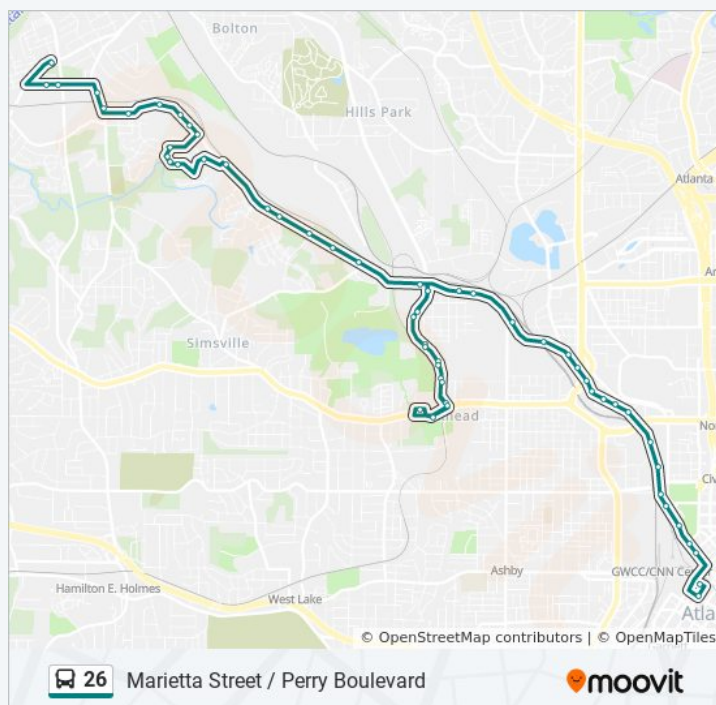 Bolton
Hills Park
Atlanta
Simsville
Ashby
GWCC/CNN Ce
Hamilton E. Holmes
West Lake
Atla
© OpenStreetMap contributors | © OpenMapTiles
26 Marietta Street / Perry Boulevard
moovit